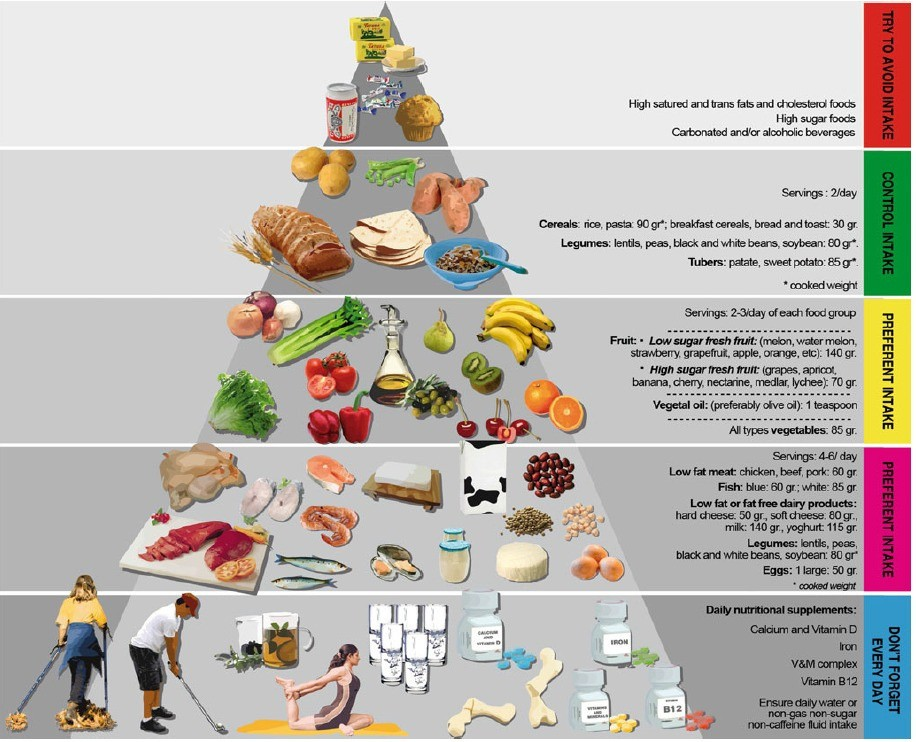 TRY TO AVOID INTAKE
High satured and trans fats and cholesterol foods
High sugar foods
Carbonated and/or alcoholic beverages
CONTROL INTAKE
Servings : 2/day
Cereals: rice, pasta: 90 gr*; breakfast cereals, bread and toast: 30 gr.
Legumes: lentils, peas, black and white beans, soybean: 80 gr*.
Tubers: patate, sweet potato: 85 gr*.
* cooked weight
PREFERENT INTAKE
Servings: 2-3/day of each food group
Fruit: • Low sugar fresh fruit: (melon, water melon,
strawberry, grapefruit, apple, orange, etc): 140 gr.
* High sugar fresh fruit: (grapes, apricot,
banana, cherry, nectarine, medlar, lychee): 70 gr.
Vegetal oil: (preferably olive oil): 1 teaspoon
All types vegetables: 85 gr.
PREFERENT INTAKE
Servings: 4-6/ day
Low fat meat: chicken, beef, pork: 60 gr.
Fish: blue: 60 gr.; white: 85 gr.
Low fat or fat free dairy products:
hard cheese: 50 gr., soft cheese: 80 gr.,
milk: 140 gr., yoghurt: 115 gr.
Legumes: lentils, peas,
black and white beans, soybean: 80 gr*
Eggs: 1 large: 50 gr.
* cooked weight
DON'T FORGET
EVERY DAY
Daily nutritional supplements:
Calcium and Vitamin D
Iron
V&M complex
Vitamin B12
Ensure daily water or
non-gas non-sugar
non-caffeine fluid intake
CALCIUM
AND
VITAMIN D
IRON
VITAMINS
AND
MINERALS
VITAMIN
B12